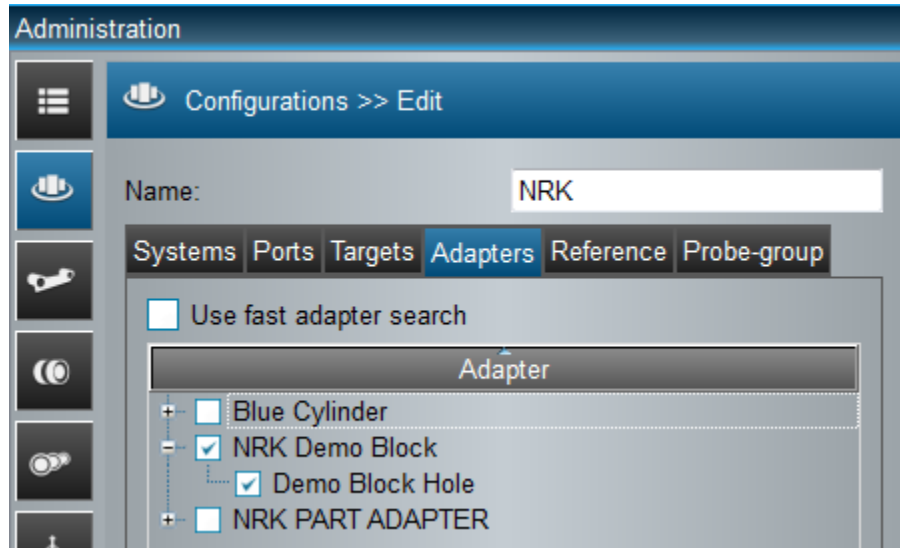 Administration
Configurations >> Edit
Name: NRK
Systems Ports Targets Adapters Reference Probe-group
Use fast adapter search
Adapter
Blue Cylinder
NRK Demo Block
Demo Block Hole
NRK PART ADAPTER